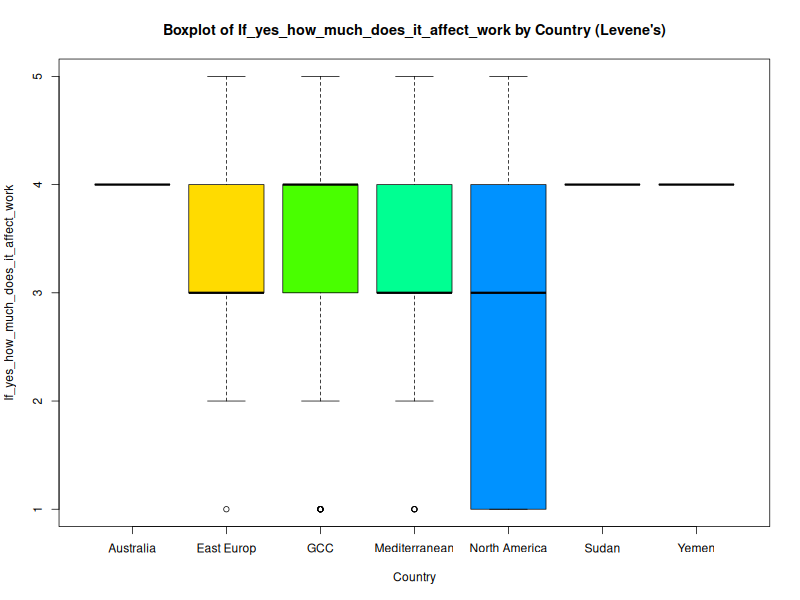 Boxplot of If_yes_how_much_does_it_affect_work by Country (Levene's)
If_yes_how_much_does_it_affect_work
5
4
3
2
1
Australia East Europ GCC Mediterranean North America Sudan Yemen
Country